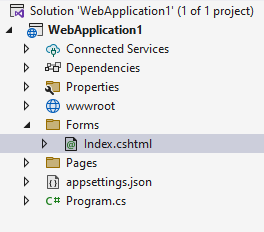 Solution 'WebApplication1' (1 of 1 project)
WebApplication1
Connected Services
Dependencies
Properties
wwwroot
Forms
Index.cshtml
Pages
appsettings.json
C# Program.cs